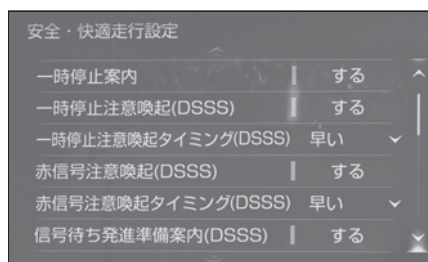 安全・快適走行設定
一時停止案内 する
一時停止注意喚起(DSSS) する
一時停止注意喚起タイミング(DSSS) 早い
赤信号注意喚起(DSSS) する
赤信号注意喚起タイミング(DSSS) 早い
信号待ち発進準備案内(DSSS) する